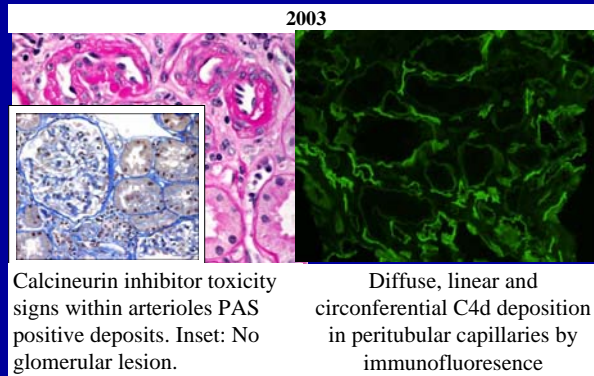 2003
Calcineurin inhibitor toxicity
signs within arterioles PAS
positive deposits. Inset: No
glomerular lesion.
Diffuse, linear and
circonferential C4d deposition
in peritubular capillaries by
immunofluoresence